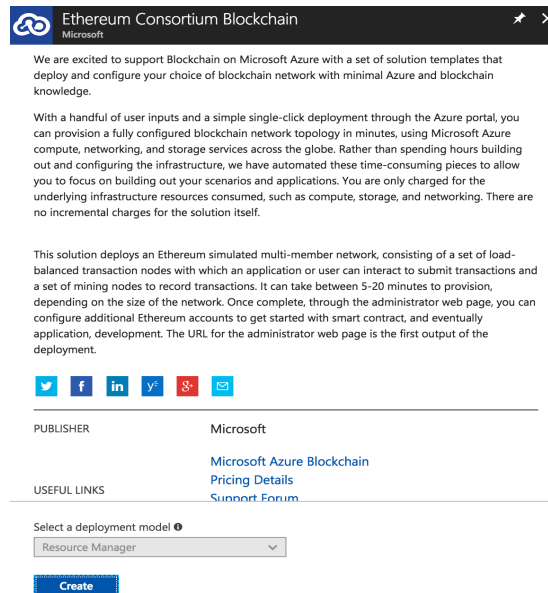 Ethereum Consortium Blockchain
Microsoft
We are excited to support Blockchain on Microsoft Azure with a set of solution templates that
deploy and configure your choice of blockchain network with minimal Azure and blockchain
knowledge.
With a handful of user inputs and a simple single-click deployment through the Azure portal, you
can provision a fully configured blockchain network topology in minutes, using Microsoft Azure
compute, networking, and storage services across the globe. Rather than spending hours building
out and configuring the infrastructure, we have automated these time-consuming pieces to allow
you to focus on building out your scenarios and applications. You are only charged for the
underlying infrastructure resources consumed, such as compute, storage, and networking. There are
no incremental charges for the solution itself.
This solution deploys an Ethereum simulated multi-member network, consisting of a set of load-
balanced transaction nodes with which an application or user can interact to submit transactions and
a set of mining nodes to record transactions. It can take between 5-20 minutes to provision,
depending on the size of the network. Once complete, through the administrator web page, you can
configure additional Ethereum accounts to get started with smart contract, and eventually
application, development. The URL for the administrator web page is the first output of the
deployment.
f in y 8+
PUBLISHER Microsoft
Microsoft Azure Blockchain
Pricing Details
USEFUL LINKS
Support Forum
Select a deployment model
Resource Manager
Create